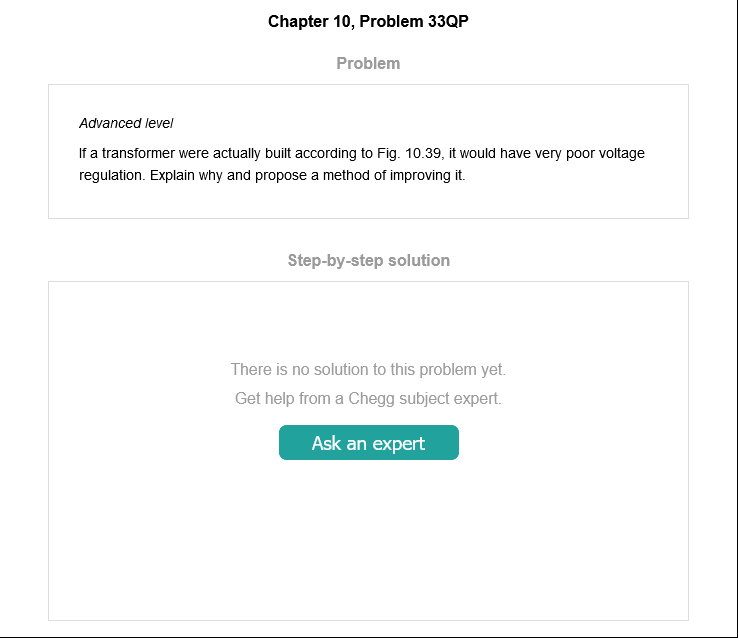 Chapter 10, Problem 33QP
Problem
Advanced level
If a transformer were actually built according to Fig. 10.39, it would have very poor voltage
regulation. Explain why and propose a method of improving it.
Step-by-step solution
There is no solution to this problem yet.
Get help from a Chegg subject expert.
Ask an expert